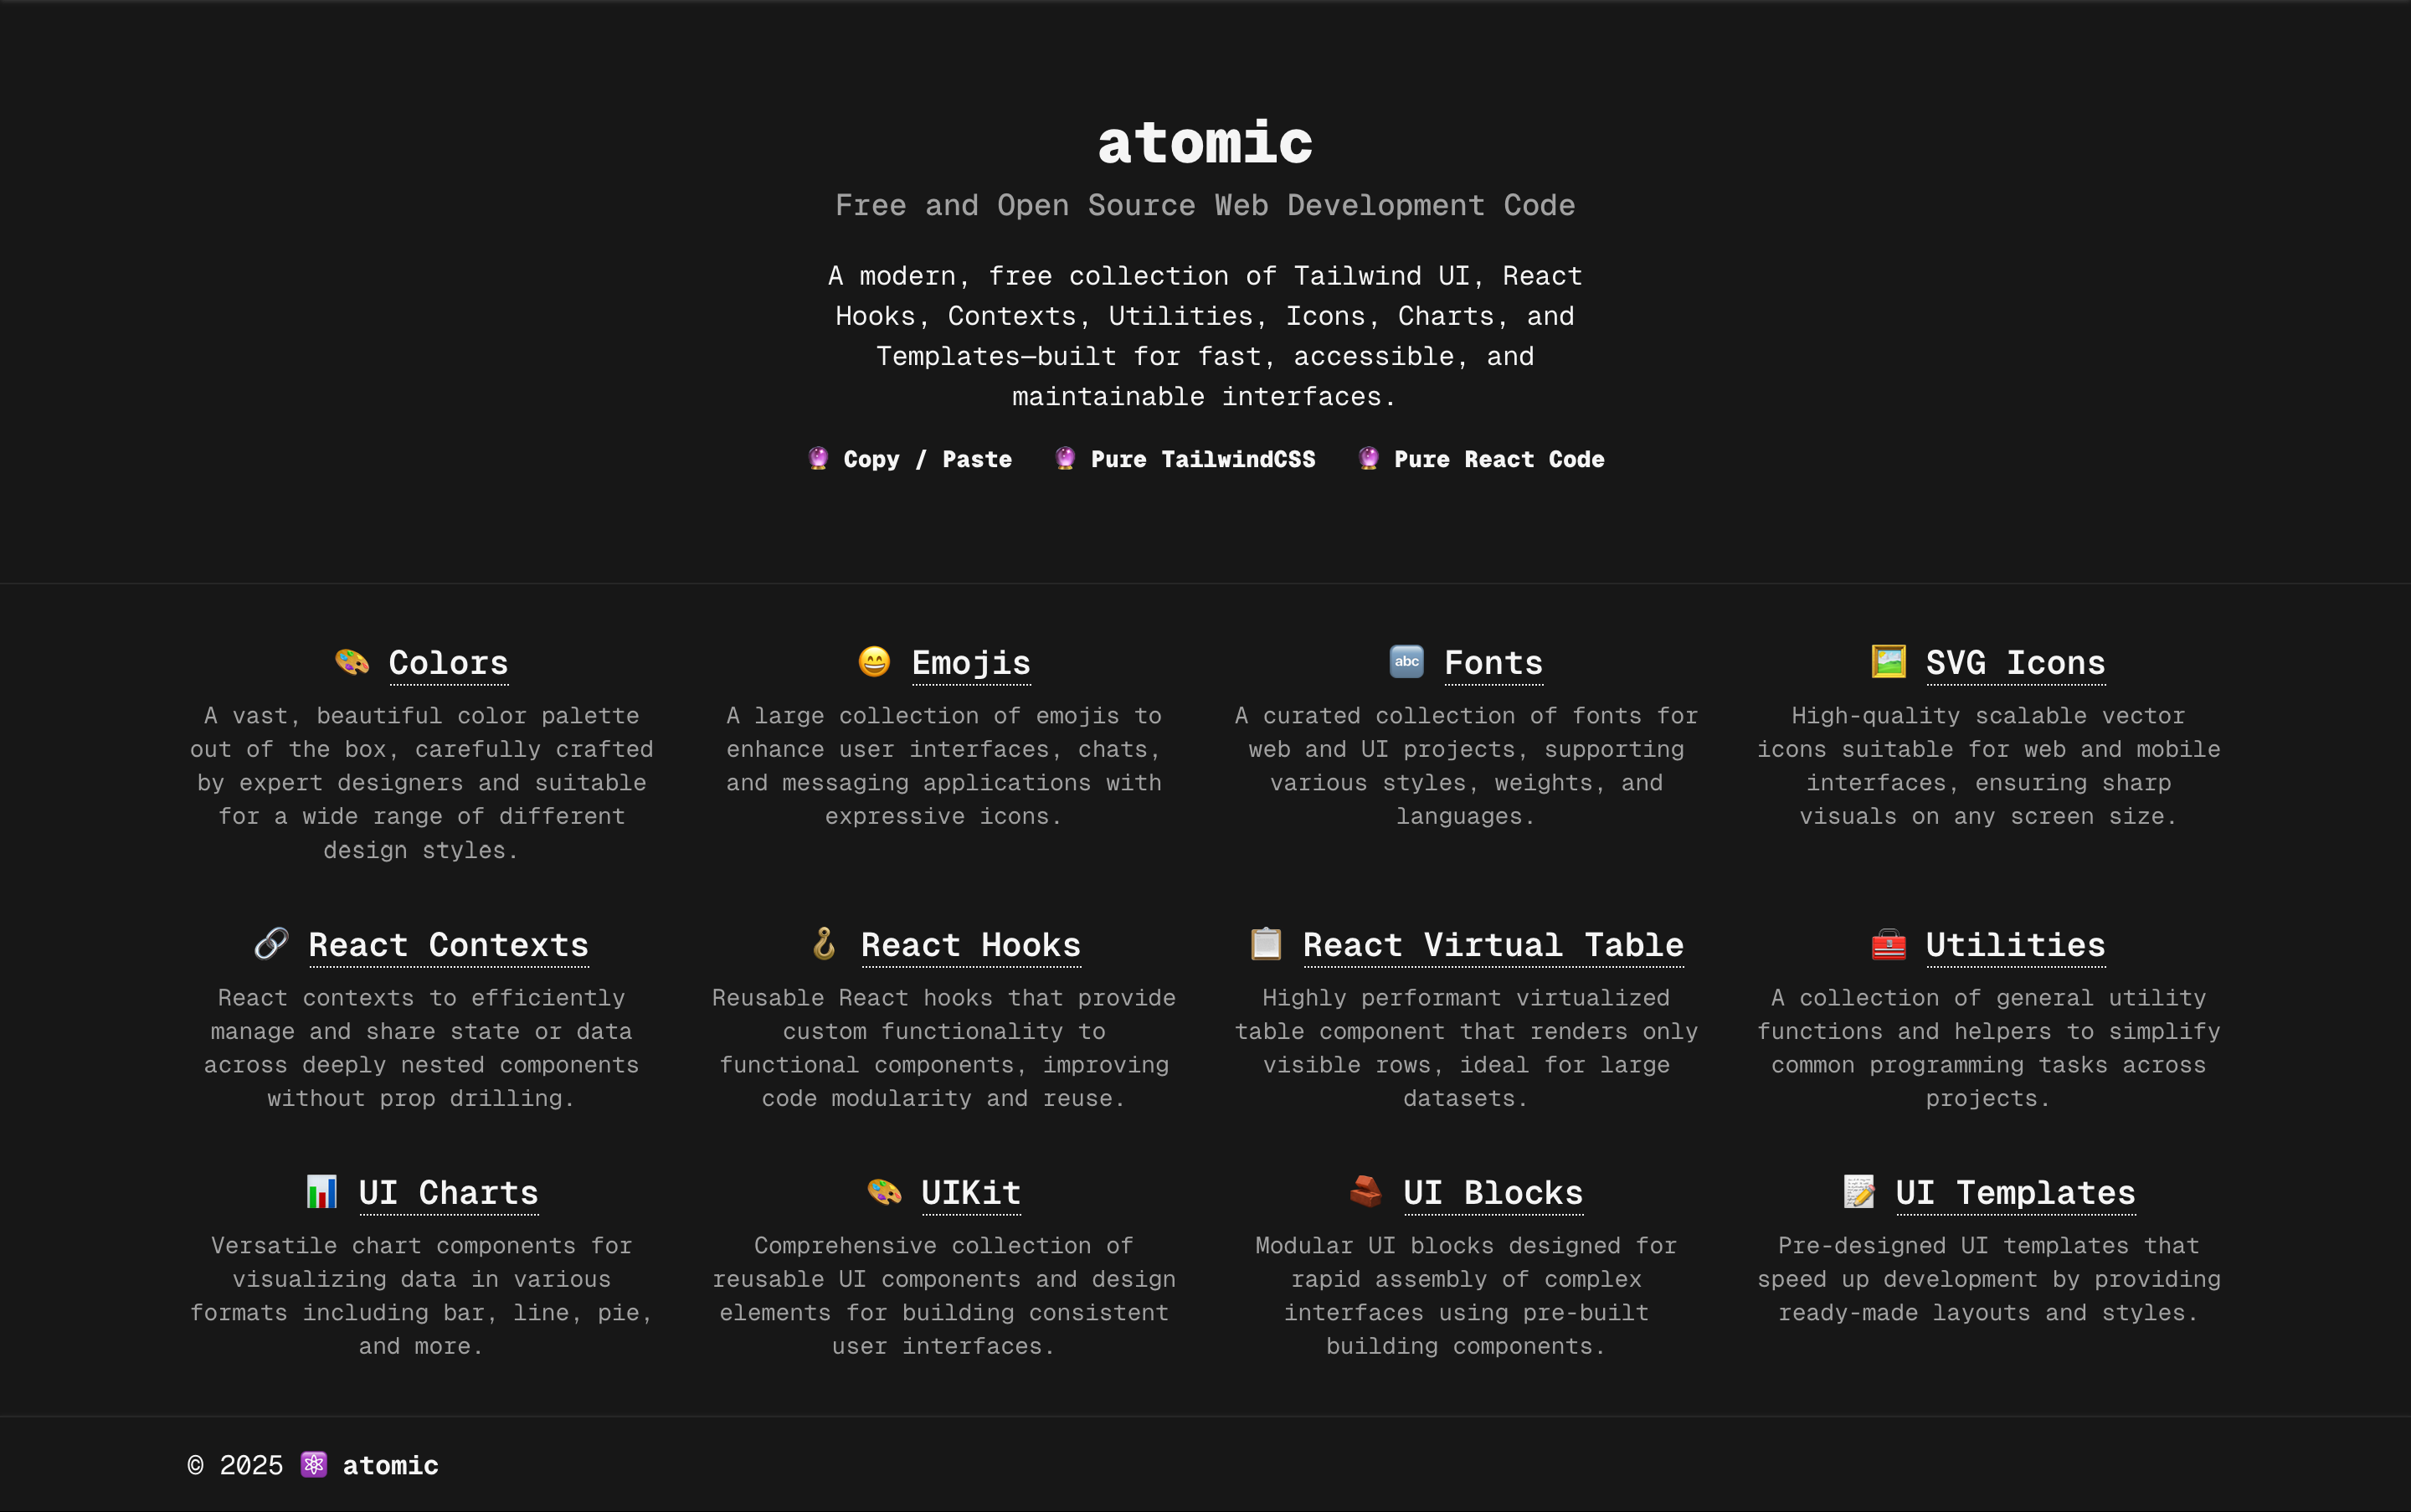 atomic
Free and Open Source Web Development Code
A modern, free collection of Tailwind UI, React
Hooks, Contexts, Utilities, Icons, Charts, and
Templates—built for fast, accessible, and
maintainable interfaces.
🔮 Copy / Paste 🔮 Pure TailwindCSS 🔮 Pure React Code
🎨 Colors
A vast, beautiful color palette
out of the box, carefully crafted
by expert designers and suitable
for a wide range of different
design styles.
😄 Emojis
A large collection of emojis to
enhance user interfaces, chats,
and messaging applications with
expressive icons.
🔤 Fonts
A curated collection of fonts for
web and UI projects, supporting
various styles, weights, and
languages.
🖼️ SVG Icons
High-quality scalable vector
icons suitable for web and mobile
interfaces, ensuring sharp
visuals on any screen size.
🔗 React Contexts
React contexts to efficiently
manage and share state or data
across deeply nested components
without prop drilling.
🪝 React Hooks
Reusable React hooks that provide
custom functionality to
functional components, improving
code modularity and reuse.
📋 React Virtual Table
Highly performant virtualized
table component that renders only
visible rows, ideal for large
datasets.
🧰 Utilities
A collection of general utility
functions and helpers to simplify
common programming tasks across
projects.
📊 UI Charts
Versatile chart components for
visualizing data in various
formats including bar, line, pie,
and more.
🎨 UIKit
Comprehensive collection of
reusable UI components and design
elements for building consistent
user interfaces.
🧱 UI Blocks
Modular UI blocks designed for
rapid assembly of complex
interfaces using pre-built
building components.
📝 UI Templates
Pre-designed UI templates that
speed up development by providing
ready-made layouts and styles.
© 2025 ⚛️ atomic